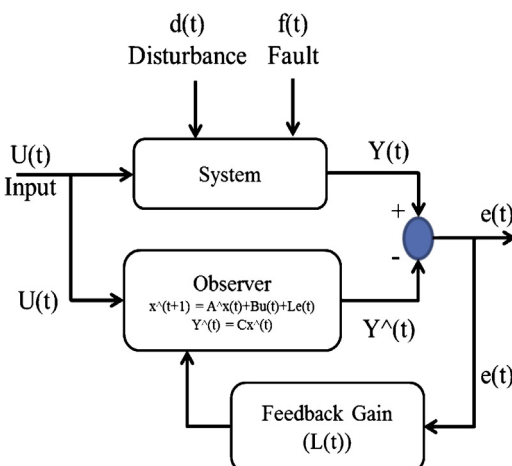 d(t)
Disturbance
f(t)
Fault
U(t)
Input
System
Y(t)
+
-
e(t)
Observer
x^(t+1) = A^x(t)+Bu(t)+Le(t)
Y^(t) = Cx^(t)
U(t)
Y^(t)
e(t)
Feedback Gain
(L(t))